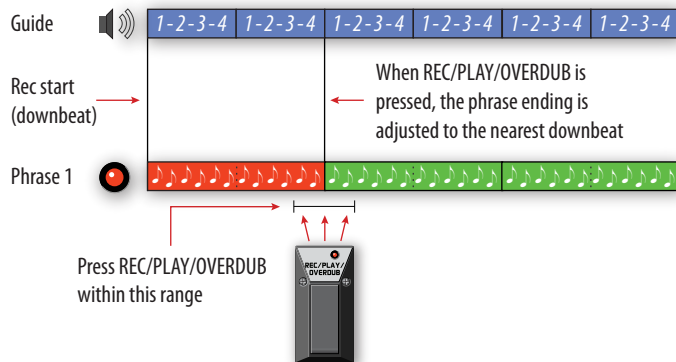 Guide
1-2-3-4 1-2-3-4 1-2-3-4 1-2-3-4 1-2-3-4 1-2-3-4
Rec start
(downbeat)
When REC/PLAY/OVERDUB is
pressed, the phrase ending is
adjusted to the nearest downbeat
Phrase 1
Press REC/PLAY/OVERDUB
within this range
REC/PLAY/
OVERDUB